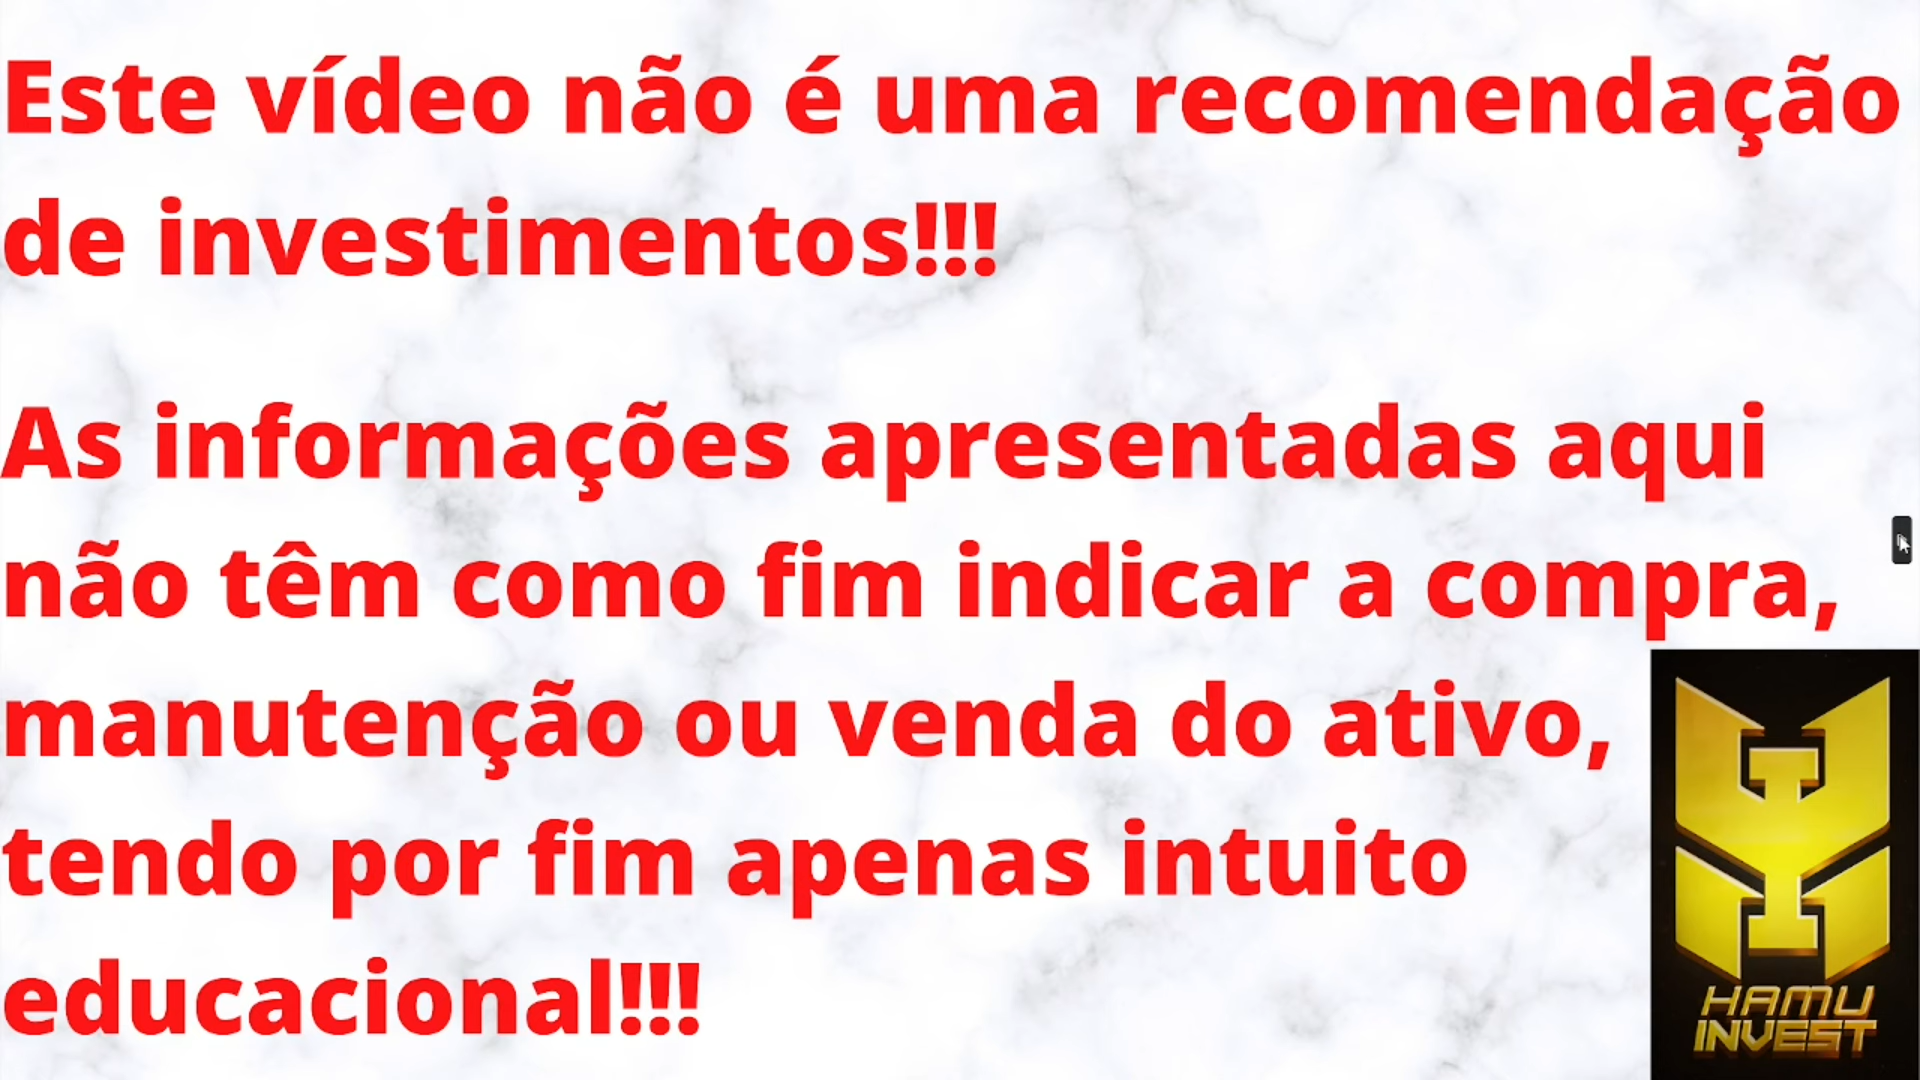 Este vídeo não é uma recomendação
de investimentos!!!
As informações apresentadas aqui
não têm como fim indicar a compra,
manutenção ou venda do ativo,
tendo por fim apenas intuito
educacional!!!
HAMU
INVEST